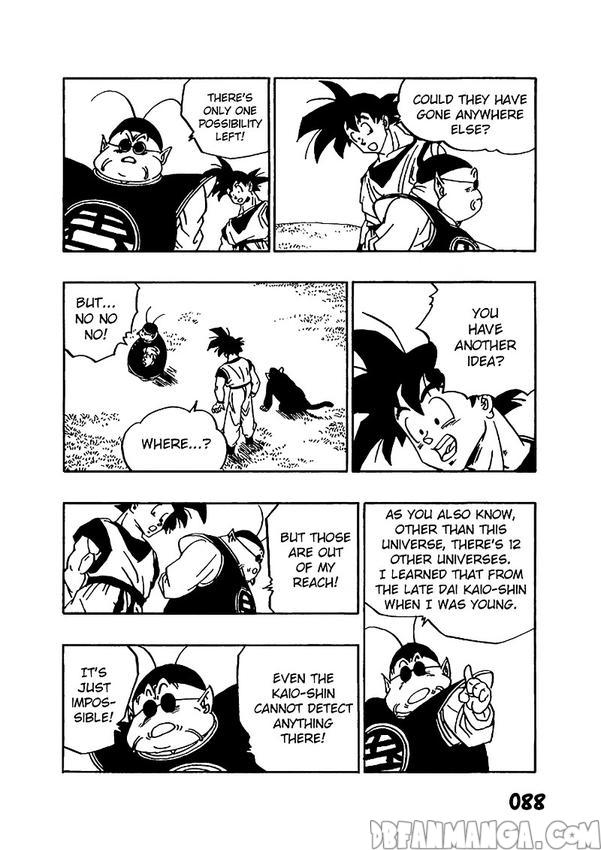 COULD THEY HAVE
GONE ANYWHERE
ELSE?
THERE'S
ONLY ONE
POSSIBILITY
LEFT!
YOU
HAVE
ANOTHER
IDEA?
BUT...
NO NO
NO!
WHERE...?
AS YOU ALSO KNOW,
OTHER THAN THIS
UNIVERSE, THERE'S 12
OTHER UNIVERSES.
I LEARNED THAT FROM
THE LATE DAI KAIO-SHIN
WHEN I WAS YOUNG.
BUT THOSE
ARE OUT
OF MY
REACH!
EVEN THE
KAIO-SHIN
CANNOT DETECT
ANYTHING
THERE!
IT'S
JUST
IMPOS-
SIBLE!
088
DBFANMANGA.COM